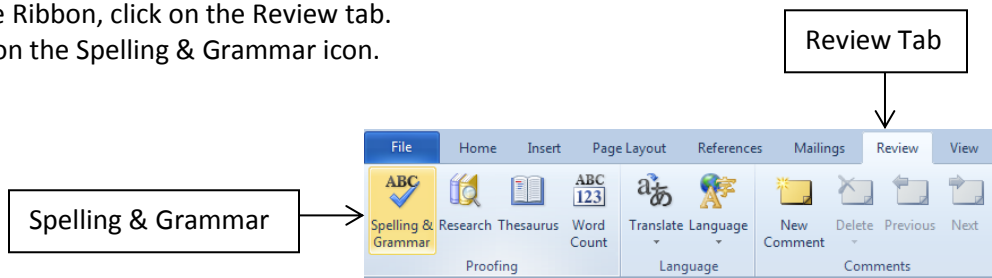 e Ribbon, click on the Review tab.
on the Spelling & Grammar icon.
Review Tab
File Home Insert Page Layout References Mailings Review View
Spelling & Grammar
ABC
ABC
123
Spelling & Grammar Research Thesaurus Word Count Translate Language New Comment Delete Previous Next
Proofing Language Comments